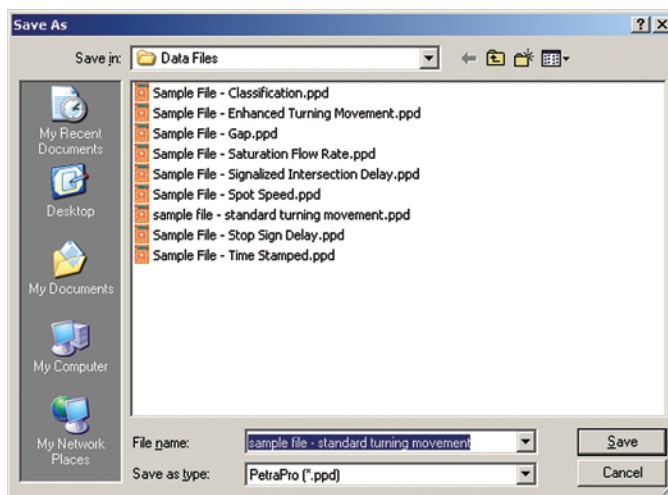 Save As
Save in: Data Files
My Recent
Documents
Desktop
My Documents
My Computer
My Network
Places
Sample File - Classification.ppd
Sample File - Enhanced Turning Movement.ppd
Sample File - Gap.ppd
Sample File - Saturation Flow Rate.ppd
Sample File - Signalized Intersection Delay.ppd
Sample File - Spot Speed.ppd
sample file - standard turning movement.ppd
Sample File - Stop Sign Delay.ppd
Sample File - Time Stamped.ppd
File name: sample file - standard turning movement Save
Save as type: PetraPro (*.ppd) Cancel